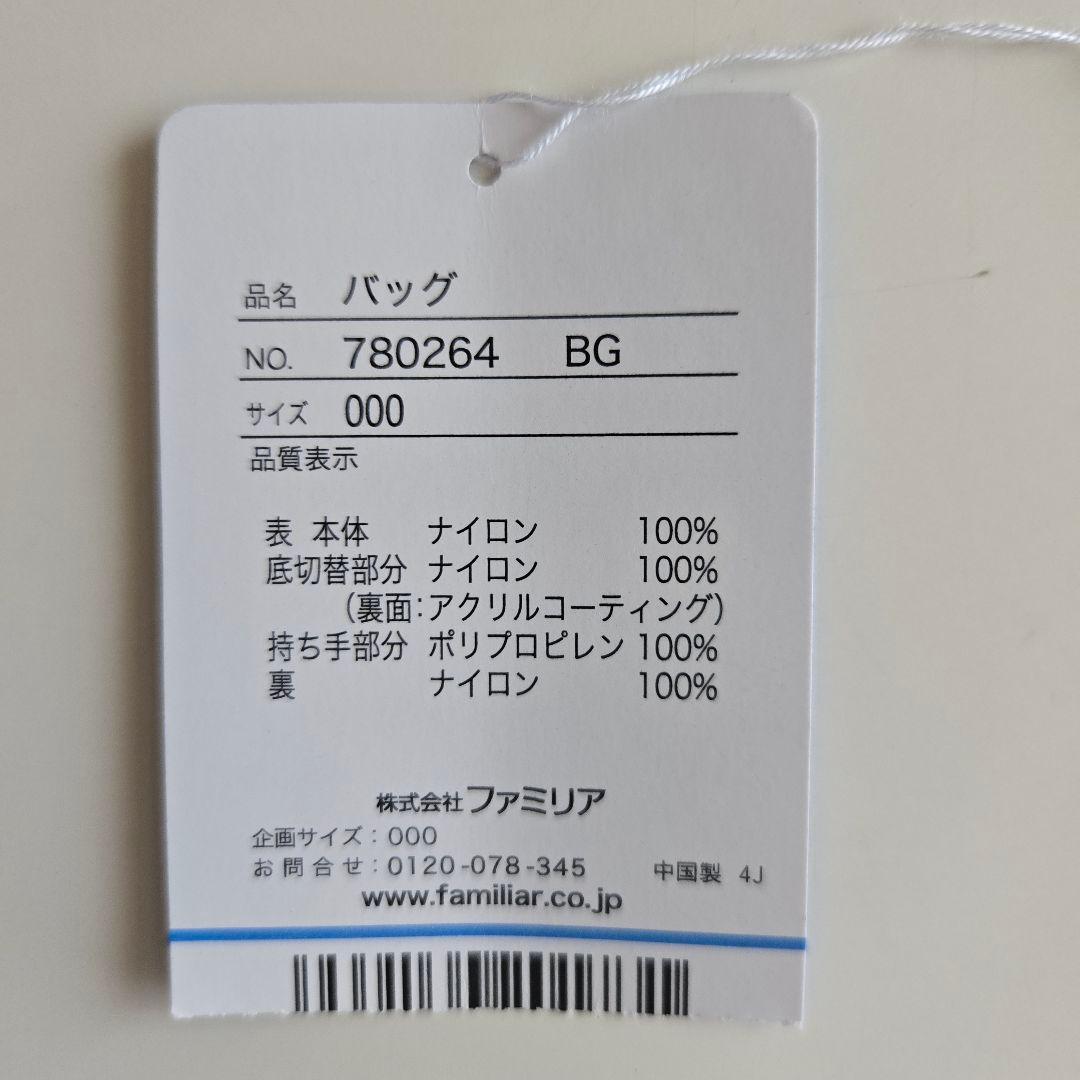 品名 バッグ
NO. 780264 BG
サイズ 000
品質表示
表 本体 ナイロン 100%
底切替部分 ナイロン 100%
(裏面:アクリルコーティング)
持ち手部分 ポリプロピレン 100%
裏 ナイロン 100%
株式会社ファミリア
企画サイズ:000
お問合せ:0120-078-345 中国製 4J
www.familiar.co.jp